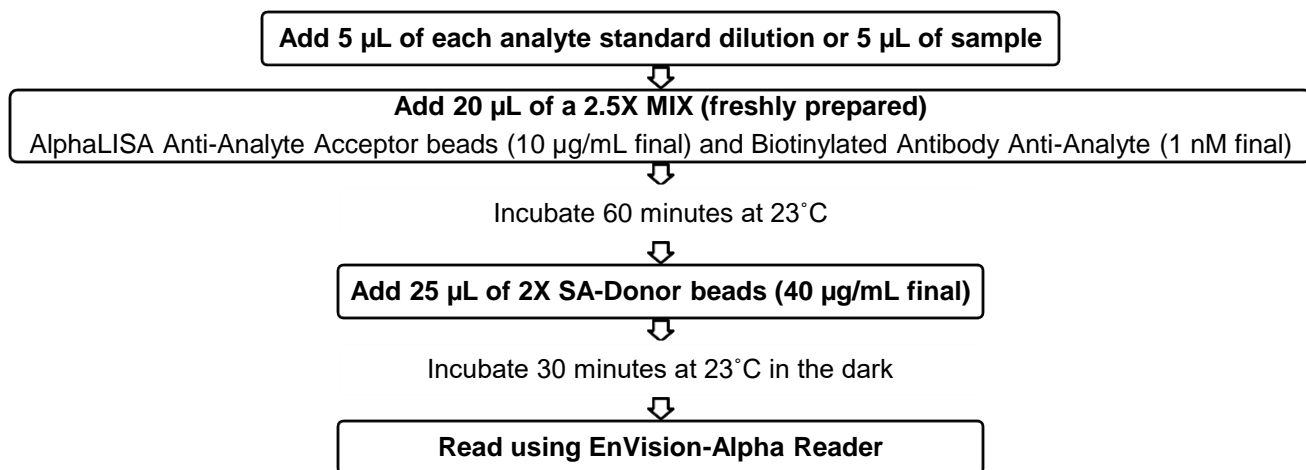 Add 5 µL of each analyte standard dilution or 5 µL of sample
Add 20 µL of a 2.5X MIX (freshly prepared)
AlphaLISA Anti-Analyte Acceptor beads (10 µg/mL final) and Biotinylated Antibody Anti-Analyte (1 nM final)
Incubate 60 minutes at 23˚C
Add 25 µL of 2X SA-Donor beads (40 µg/mL final)
Incubate 30 minutes at 23˚C in the dark
Read using EnVision-Alpha Reader